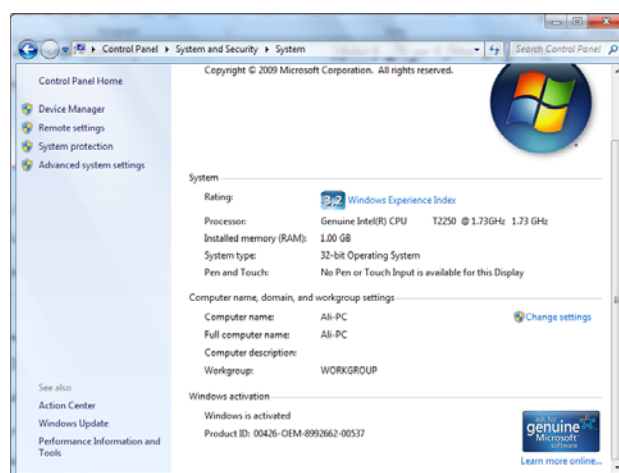 Control Panel ▸ System and Security ▸ System
Search Control Panel
Control Panel Home
Device Manager
Remote settings
System protection
Advanced system settings
See also
Action Center
Windows Update
Performance Information and
Tools
Copyright © 2009 Microsoft Corporation. All rights reserved.
System
Rating: 3.2 Windows Experience Index
Processor: Genuine Intel(R) CPU T2250 @ 1.73GHz 1.73 GHz
Installed memory (RAM): 1.00 GB
System type: 32-bit Operating System
Pen and Touch: No Pen or Touch Input is available for this Display
Computer name, domain, and workgroup settings
Computer name: Ali-PC Change settings
Full computer name: Ali-PC
Computer description:
Workgroup: WORKGROUP
Windows activation
Windows is activated
Product ID: 00426-OEM-8992662-00537
ask for
genuine
Microsoft
software
Learn more online...